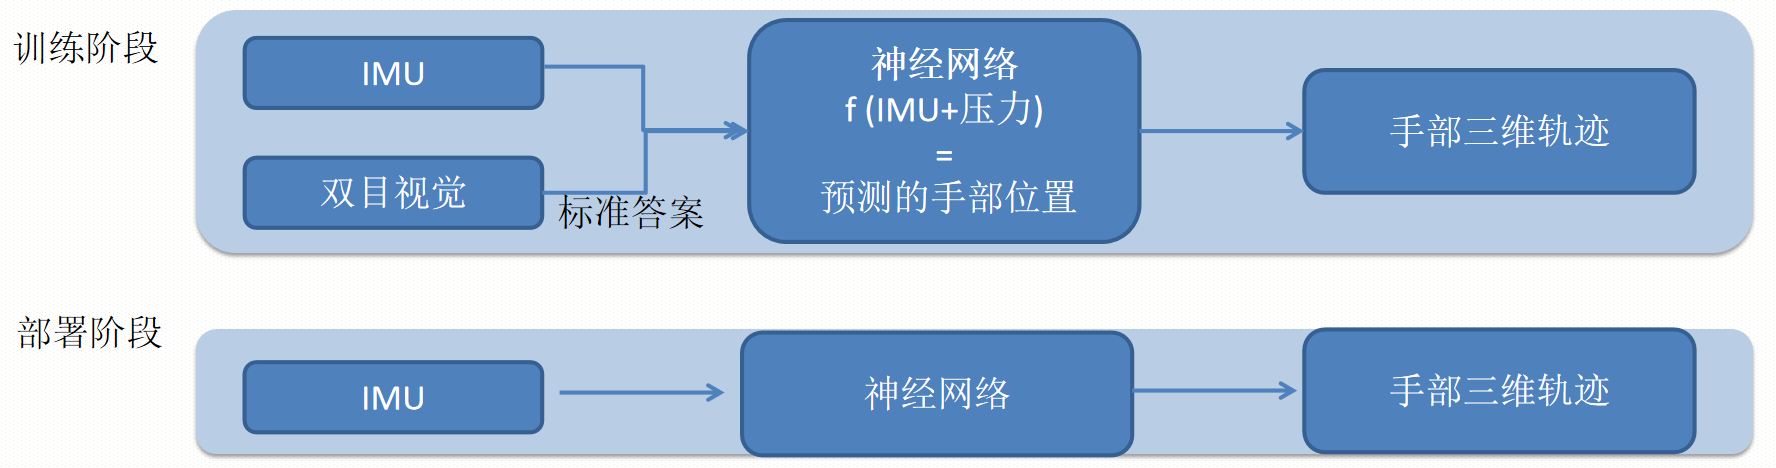 训练阶段
IMU
双目视觉
标准答案
神经网络
f (IMU+压力)
=
预测的手部位置
手部三维轨迹
部署阶段
IMU
神经网络
手部三维轨迹